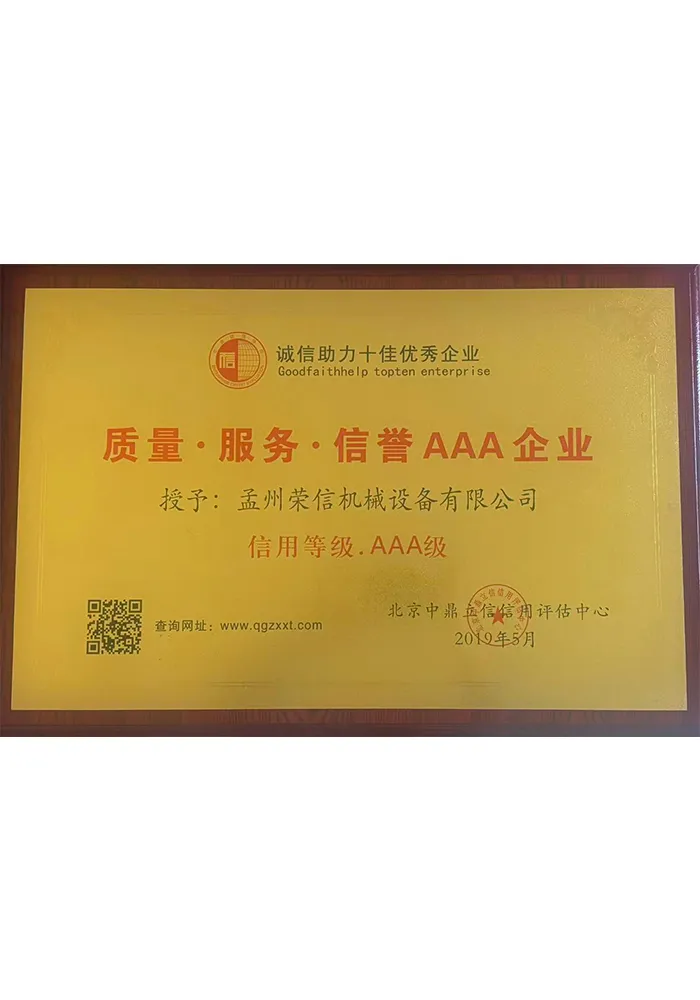 信
诚信助力十佳优秀企业
Goodfaithhelp topten enterprise
质量·服务·信誉AAA企业
授予：孟州荣信机械设备有限公司
信用等级.AAA级
北京中鼎立信信用评估中心
查询网址：www.qgzxxt.com
2019年5月